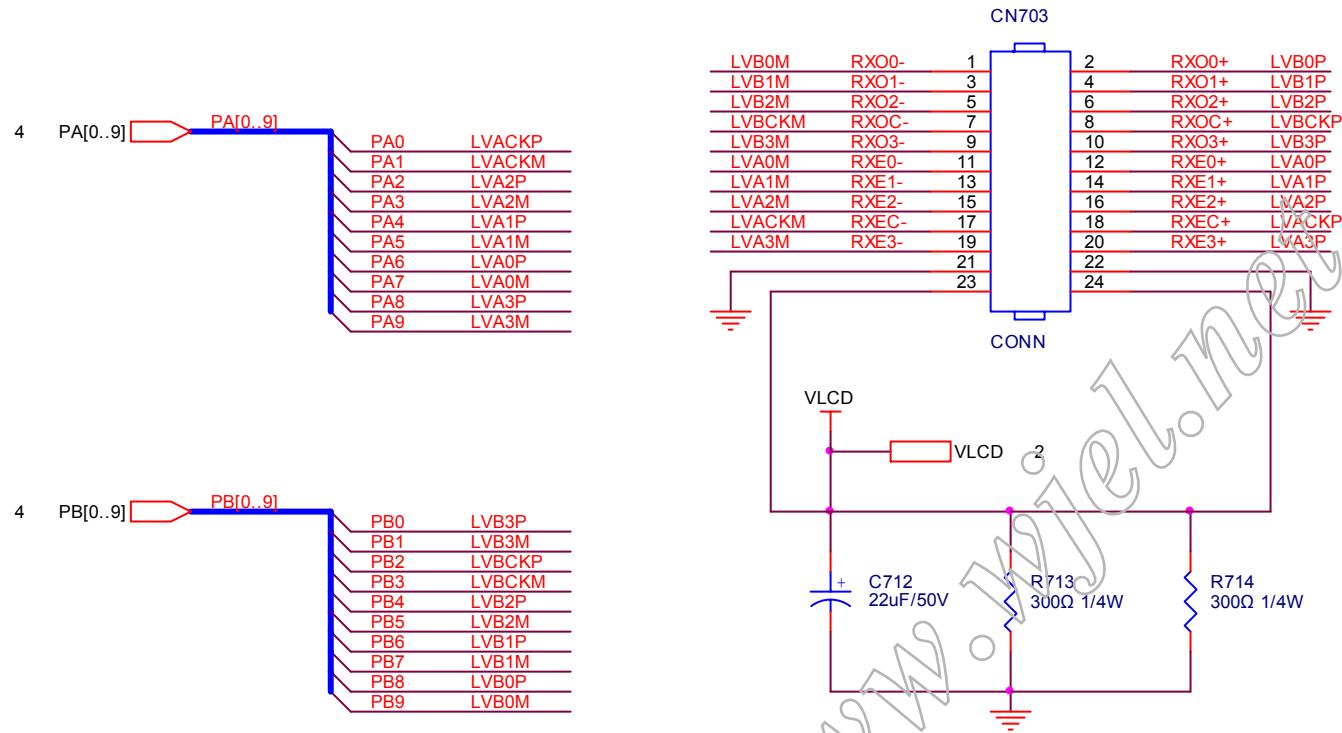 CN703
LVB0M RXO0- 1 2 RXO0+ LVB0P
LVB1M RXO1- 3 4 RXO1+ LVB1P
LVB2M RXO2- 5 6 RXO2+ LVB2P
LVBCKM RXOC- 7 8 RXOC+ LVBCKP
LVB3M RXO3- 9 10 RXO3+ LVB3P
LVA0M RXE0- 11 12 RXE0+ LVA0P
LVA1M RXE1- 13 14 RXE1+ LVA1P
LVA2M RXE2- 15 16 RXE2+ LVA2P
LVACKM RXEC- 17 18 RXEC+ LVACKP
LVA3M RXE3- 19 20 RXE3+ LVA3P
21 22
23 24
CONN
4 PA[0..9] PA[0..9]
PA0 LVACKP
PA1 LVACKM
PA2 LVA2P
PA3 LVA2M
PA4 LVA1P
PA5 LVA1M
PA6 LVA0P
PA7 LVA0M
PA8 LVA3P
PA9 LVA3M
VLCD
VLCD 2
4 PB[0..9] PB[0..9]
PB0 LVB3P
PB1 LVB3M
PB2 LVBCKP
PB3 LVBCKM
PB4 LVB2P
PB5 LVB2M
PB6 LVB1P
PB7 LVB1M
PB8 LVB0P
PB9 LVB0M
+ C712
22uF/50V
R713
300Ω 1/4W
R714
300Ω 1/4W
www.wjel.net